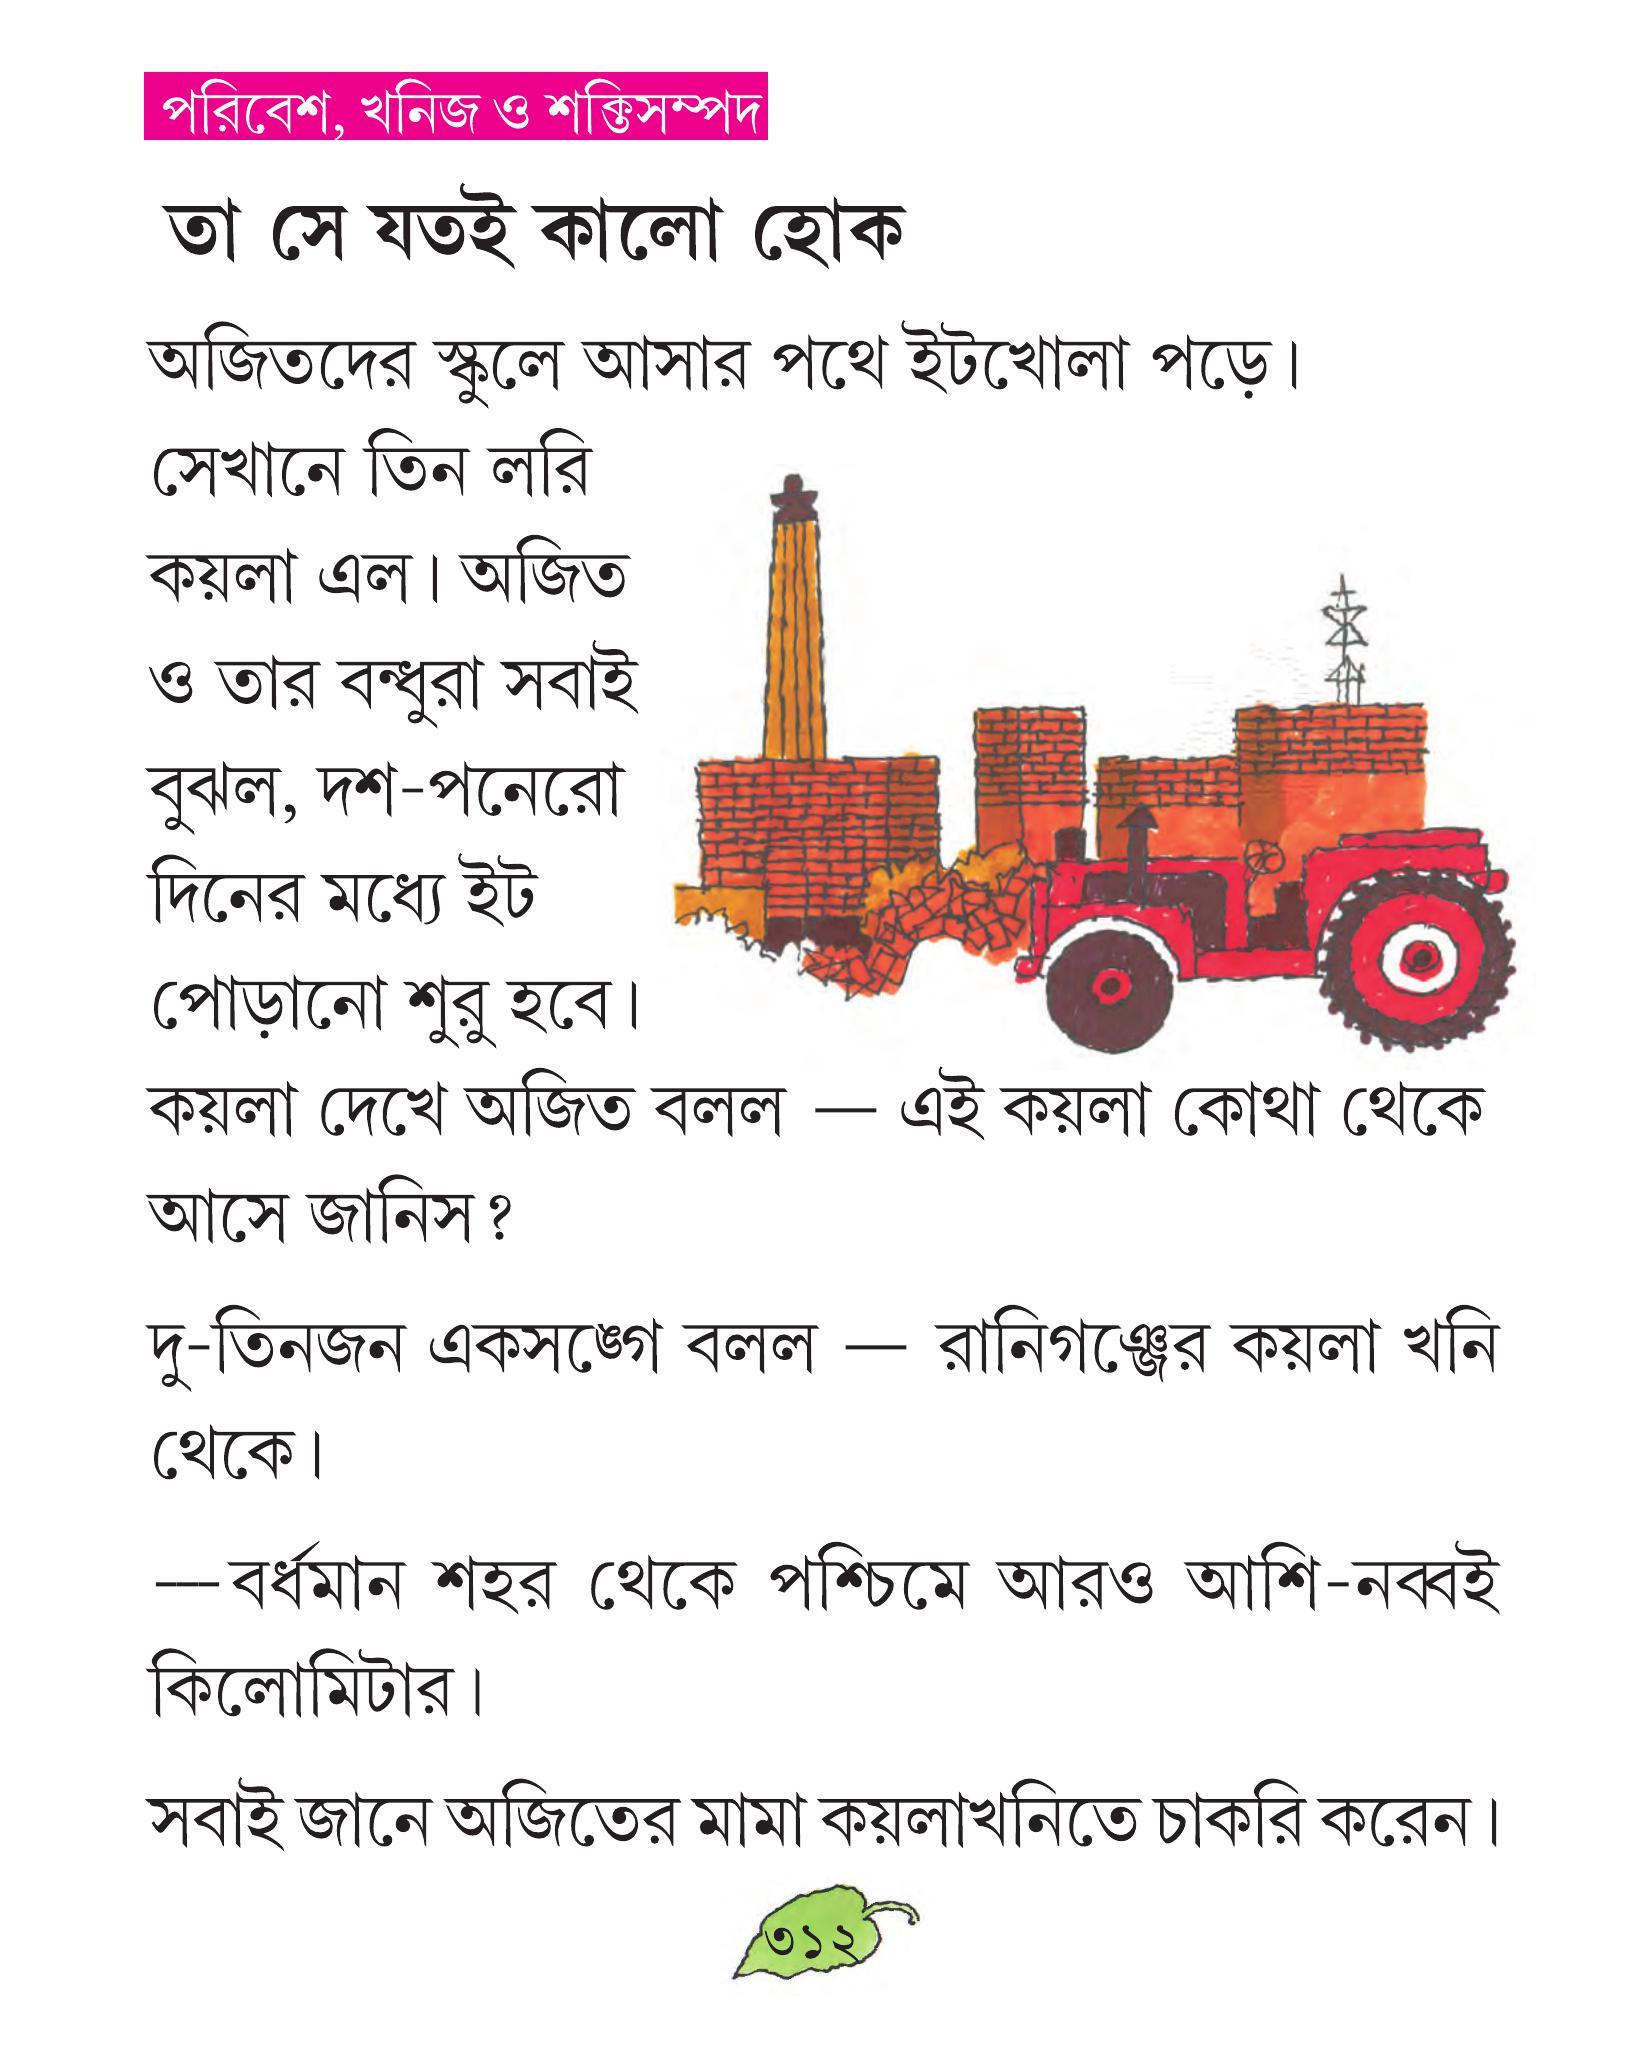 পরিবেশ, খনিজ ও শক্তিসম্পদ
তা সে যতই কালো হোক
অজিতদের স্কুলে আসার পথে ইটখোলা পড়ে।
সেখানে তিন লরি
কয়লা এল। অজিত
ও তার বন্ধুরা সবাই
বুঝল, দশ-পনেরো
দিনের মধ্যে ইট
পোড়ানো শুরু হবে।
কয়লা দেখে অজিত বলল — এই কয়লা কোথা থেকে
আসে জানিস?
দু-তিনজন একসঙ্গে বলল — রানিগঞ্জের কয়লা খনি
থেকে।
—বর্ধমান শহর থেকে পশ্চিমে আরও আশি-নব্বই
কিলোমিটার।
সবাই জানে অজিতের মামা কয়লাখনিতে চাকরি করেন।
৩১২